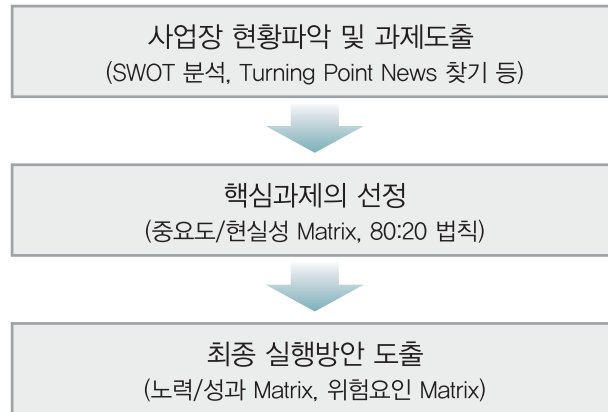 사업장 현황파악 및 과제도출
(SWOT 분석, Turning Point News 찾기 등)
핵심과제의 선정
(중요도/현실성 Matrix, 80:20 법칙)
최종 실행방안 도출
(노력/성과 Matrix, 위험요인 Matrix)